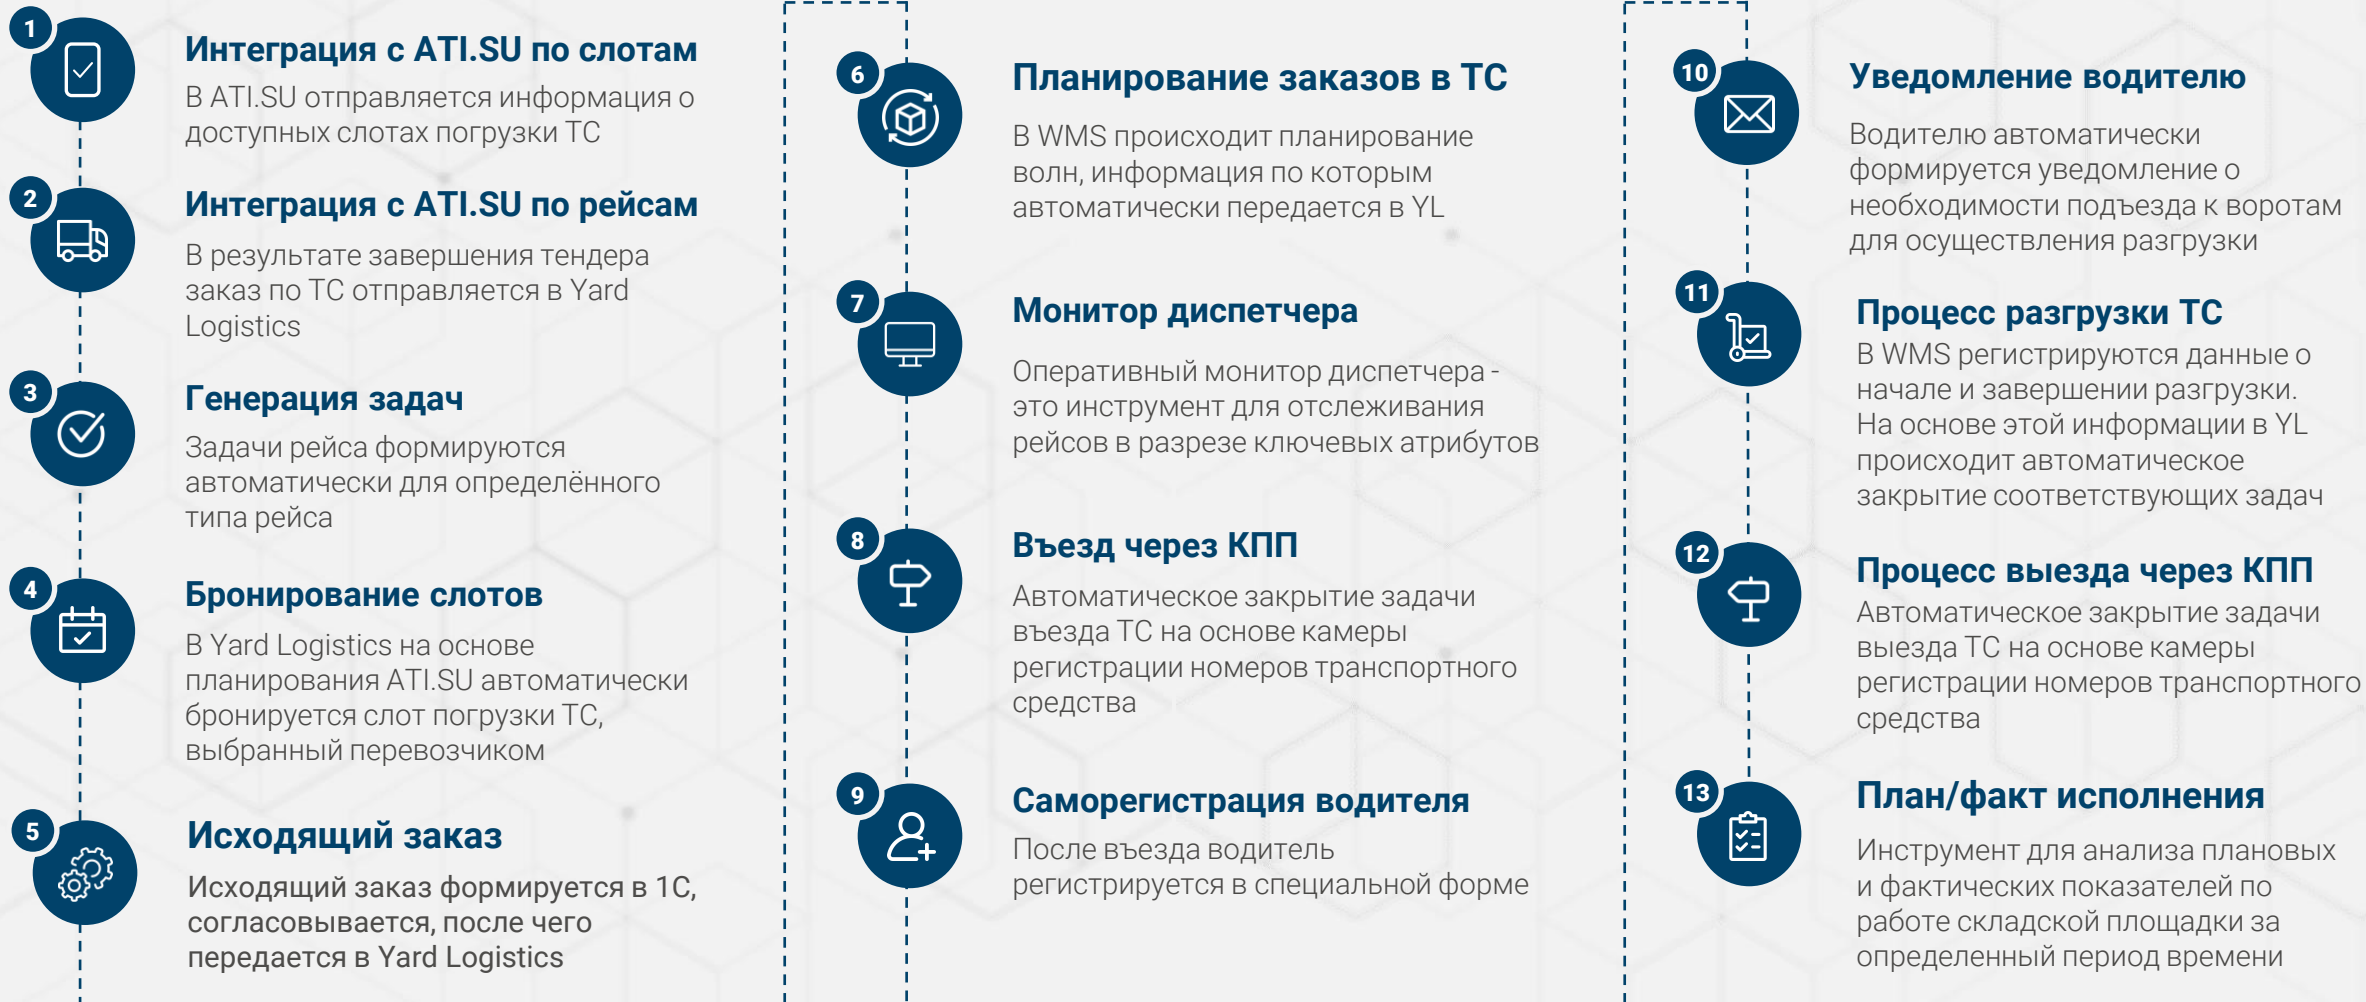 1
Интеграция с ATI.SU по слотам
В ATI.SU отправляется информация о
доступных слотах погрузки ТС
2
Интеграция с ATI.SU по рейсам
В результате завершения тендера
заказ по ТС отправляется в Yard
Logistics
3
Генерация задач
Задачи рейса формируются
автоматически для определённого
типа рейса
4
Бронирование слотов
В Yard Logistics на основе
планирования ATI.SU автоматически
бронируется слот погрузки ТС,
выбранный перевозчиком
5
Исходящий заказ
Исходящий заказ формируется в 1С,
согласовывается, после чего
передается в Yard Logistics
6
Планирование заказов в ТС
В WMS происходит планирование
волн, информация по которым
автоматически передается в YL
7
Монитор диспетчера
Оперативный монитор диспетчера -
это инструмент для отслеживания
рейсов в разрезе ключевых атрибутов
8
Въезд через КПП
Автоматическое закрытие задачи
въезда ТС на основе камеры
регистрации номеров транспортного
средства
9
Саморегистрация водителя
После въезда водитель
регистрируется в специальной форме
10
Уведомление водителю
Водителю автоматически
формируется уведомление о
необходимости подъезда к воротам
для осуществления разгрузки
11
Процесс разгрузки ТС
В WMS регистрируются данные о
начале и завершении разгрузки.
На основе этой информации в YL
происходит автоматическое
закрытие соответствующих задач
12
Процесс выезда через КПП
Автоматическое закрытие задачи
выезда ТС на основе камеры
регистрации номеров транспортного
средства
13
План/факт исполнения
Инструмент для анализа плановых
и фактических показателей по
работе складской площадки за
определенный период времени